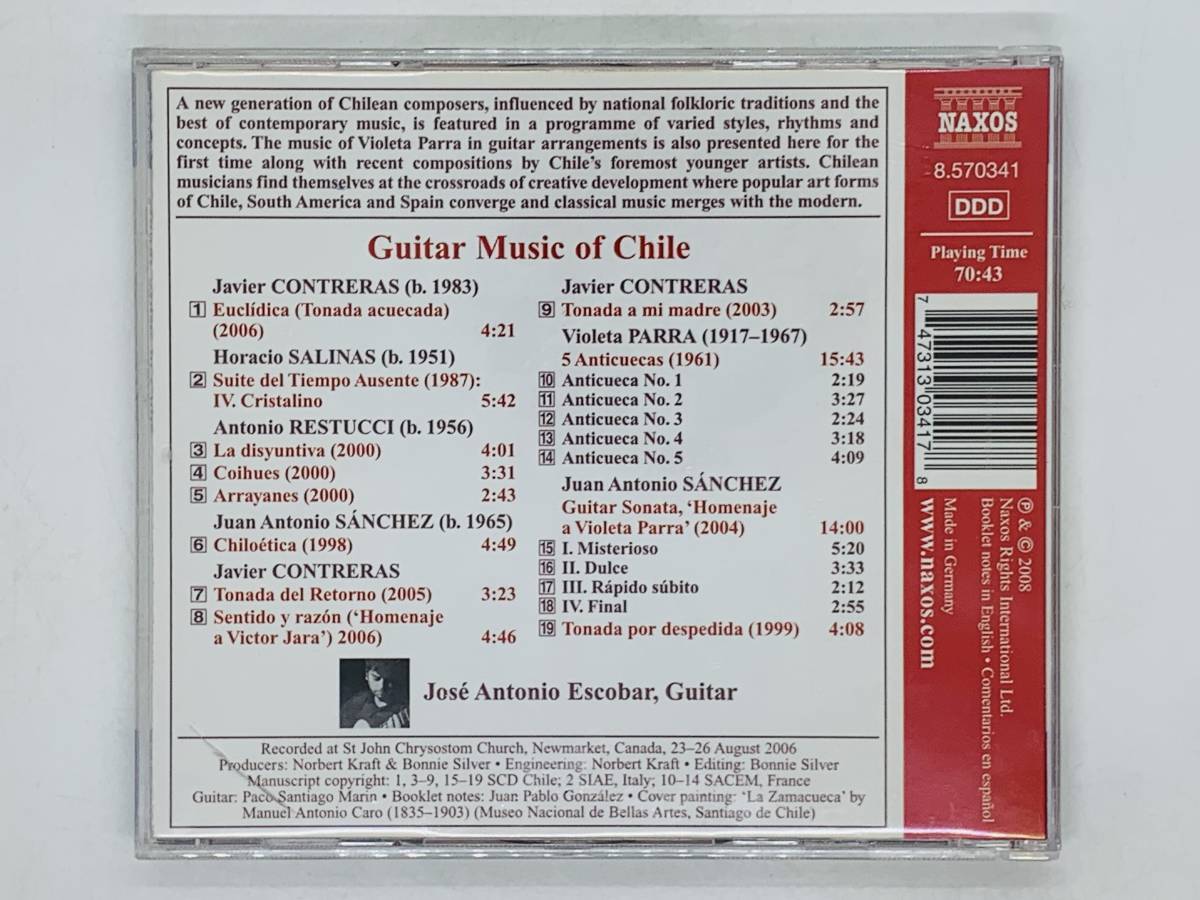 A new generation of Chilean composers, influenced by national folkloric traditions and the
best of contemporary music, is featured in a programme of varied styles, rhythms and
concepts. The music of Violeta Parra in guitar arrangements is also presented here for the
first time along with recent compositions by Chile's foremost younger artists. Chilean
musicians find themselves at the crossroads of creative development where popular art forms
of Chile, South America and Spain converge and classical music merges with the modern.
Guitar Music of Chile
Javier CONTRERAS (b. 1983)
1 Euclídica (Tonada acuecada)
(2006) 4:21
Horacio SALINAS (b. 1951)
2 Suite del Tiempo Ausente (1987):
IV. Cristalino 5:42
Antonio RESTUCCI (b. 1956)
3 La disyuntiva (2000) 4:01
4 Coihues (2000) 3:31
5 Arrayanes (2000) 2:43
Juan Antonio SÁNCHEZ (b. 1965)
6 Chiloética (1998) 4:49
Javier CONTRERAS
7 Tonada del Retorno (2005) 3:23
8 Sentido y razón ('Homenaje
a Victor Jara') 2006) 4:46
Javier CONTRERAS
9 Tonada a mi madre (2003) 2:57
Violeta PARRA (1917–1967)
5 Anticuecas (1961) 15:43
10 Anticueca No. 1 2:19
11 Anticueca No. 2 3:27
12 Anticueca No. 3 2:24
13 Anticueca No. 4 3:18
14 Anticueca No. 5 4:09
Juan Antonio SÁNCHEZ
Guitar Sonata, 'Homenaje
a Violeta Parra' (2004) 14:00
15 I. Misterioso 5:20
16 II. Dulce 3:33
17 III. Rápido súbito 2:12
18 IV. Final 2:55
19 Tonada por despedida (1999) 4:08
José Antonio Escobar, Guitar
Recorded at St John Chrysostom Church, Newmarket, Canada, 23–26 August 2006
Producers: Norbert Kraft & Bonnie Silver • Engineering: Norbert Kraft • Editing: Bonnie Silver
Manuscript copyright: 1, 3–9, 15–19 SCD Chile; 2 SIAE, Italy; 10–14 SACEM, France
Guitar: Paco Santiago Marin • Booklet notes: Juan Pablo González • Cover painting: 'La Zamacueca' by
Manuel Antonio Caro (1835–1903) (Museo Nacional de Bellas Artes, Santiago de Chile)
NAXOS
8.570341
DDD
Playing Time
70:43
7 47313 03417 8
℗ & © 2008
Naxos Rights International Ltd.
Booklet notes in English • Comentarios en español
Made in Germany
www.naxos.com